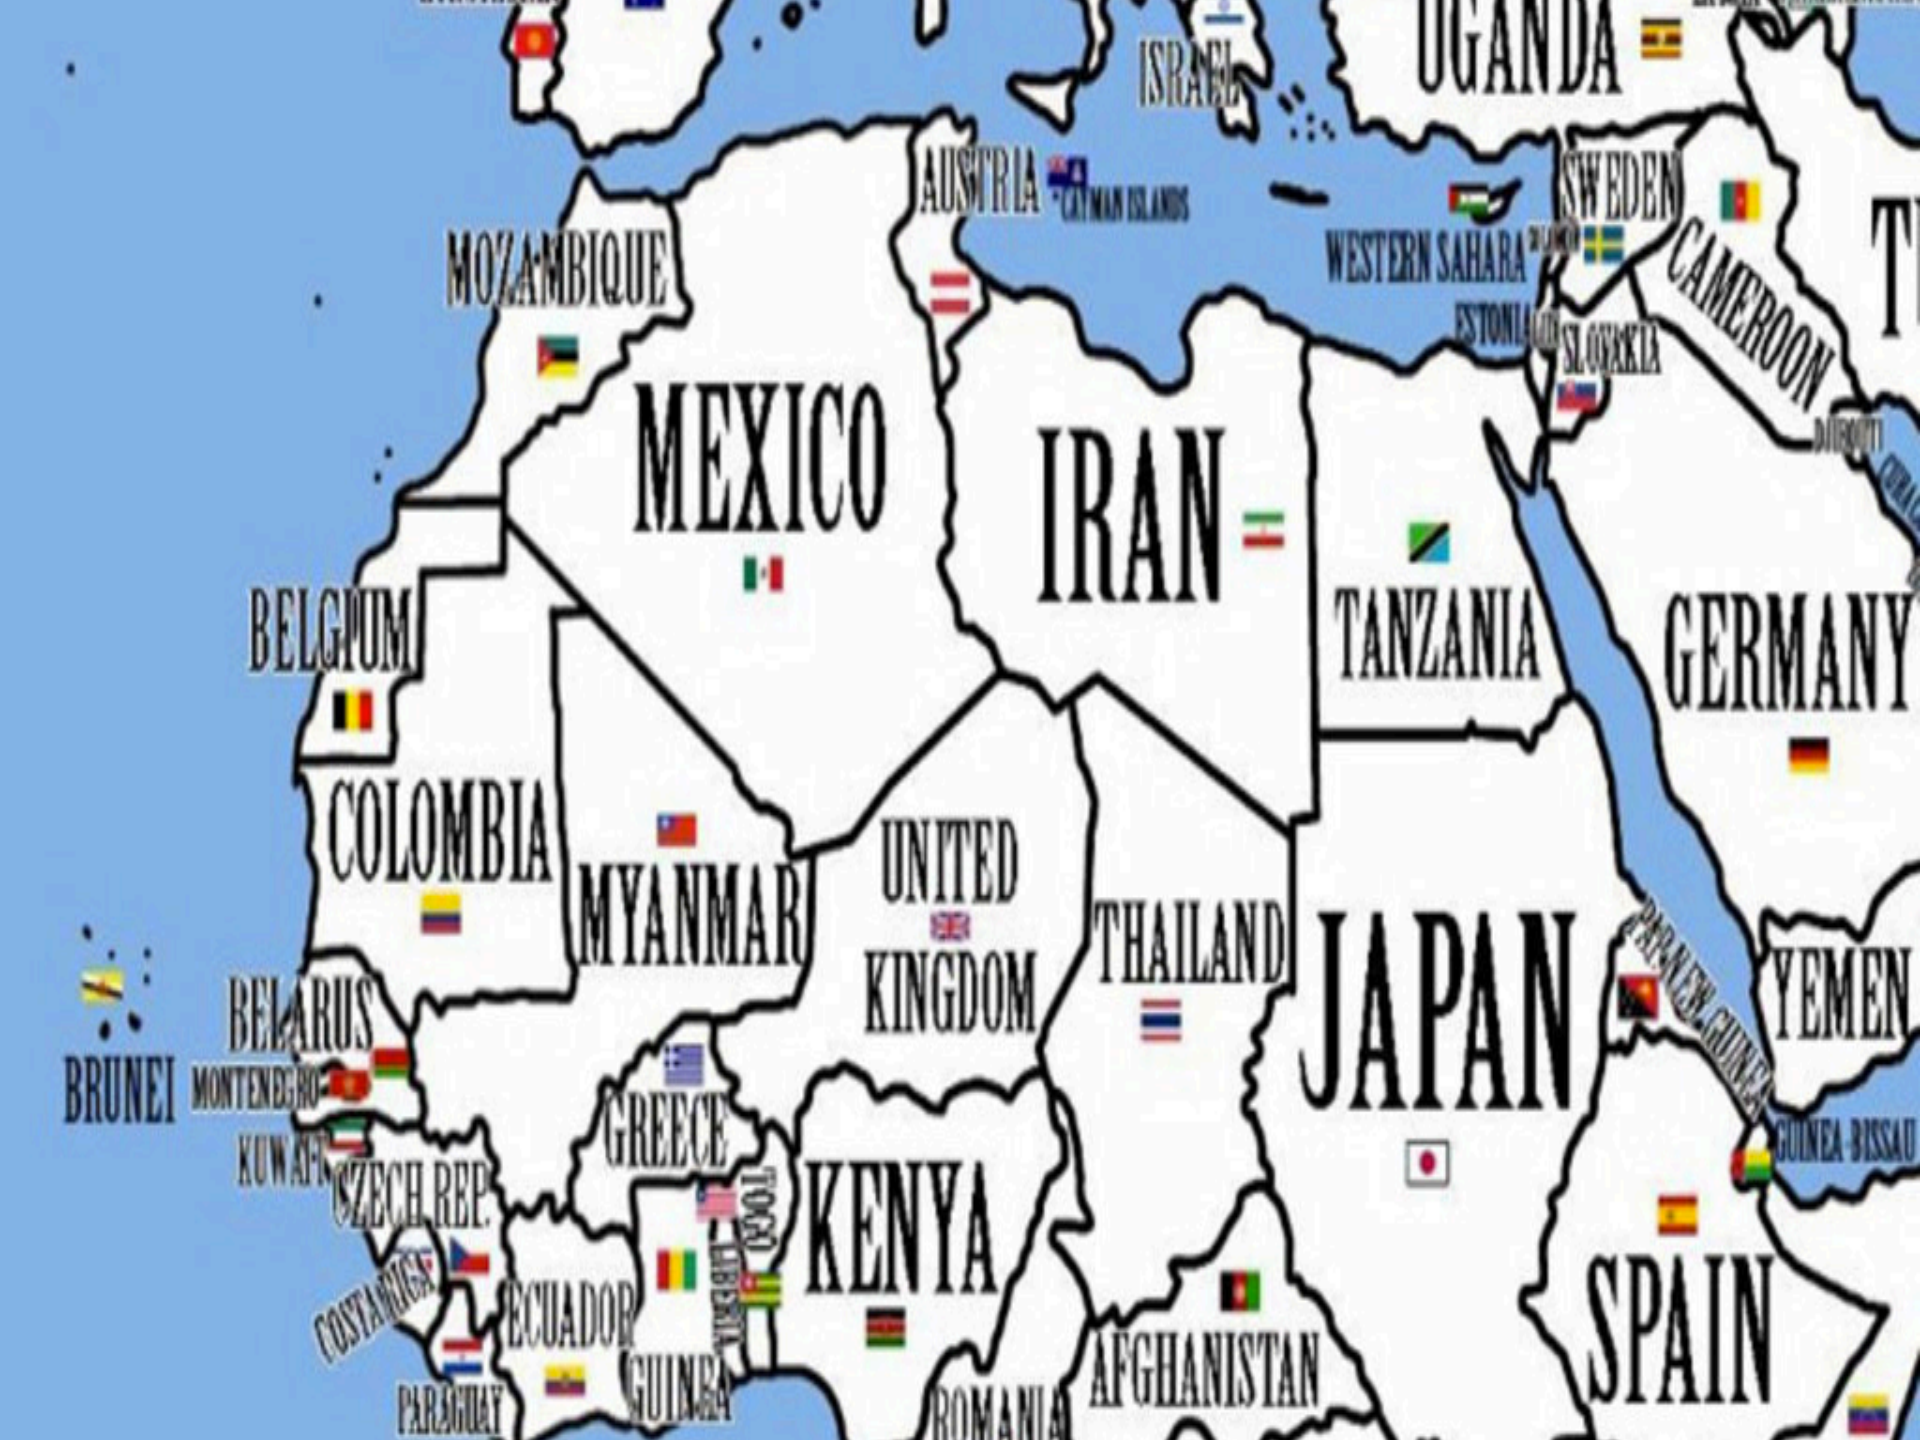 UGANDA
ISRAEL
AUSTRIA
CAYMAN ISLANDS
SWEDEN
MOZAMBIQUE
WESTERN SAHARA
CAMEROON
ESTONIA
SLOVAKIA
MEXICO
IRAN
DJIBOUTI
BELGIUM
TANZANIA
GERMANY
COLOMBIA
MYANMAR
UNITED
KINGDOM
THAILAND
JAPAN
PAPA NEW GUINEA
YEMEN
BELARUS
BRUNEI
MONTENEGRO
KUWAIT
GREECE
GUINEA-BISSAU
CZECH REP.
TOGO
KENYA
COSTA RICA
LIBERIA
ECUADOR
SPAIN
AFGHANISTAN
PARAGUAY
GUINEA
ROMANIA